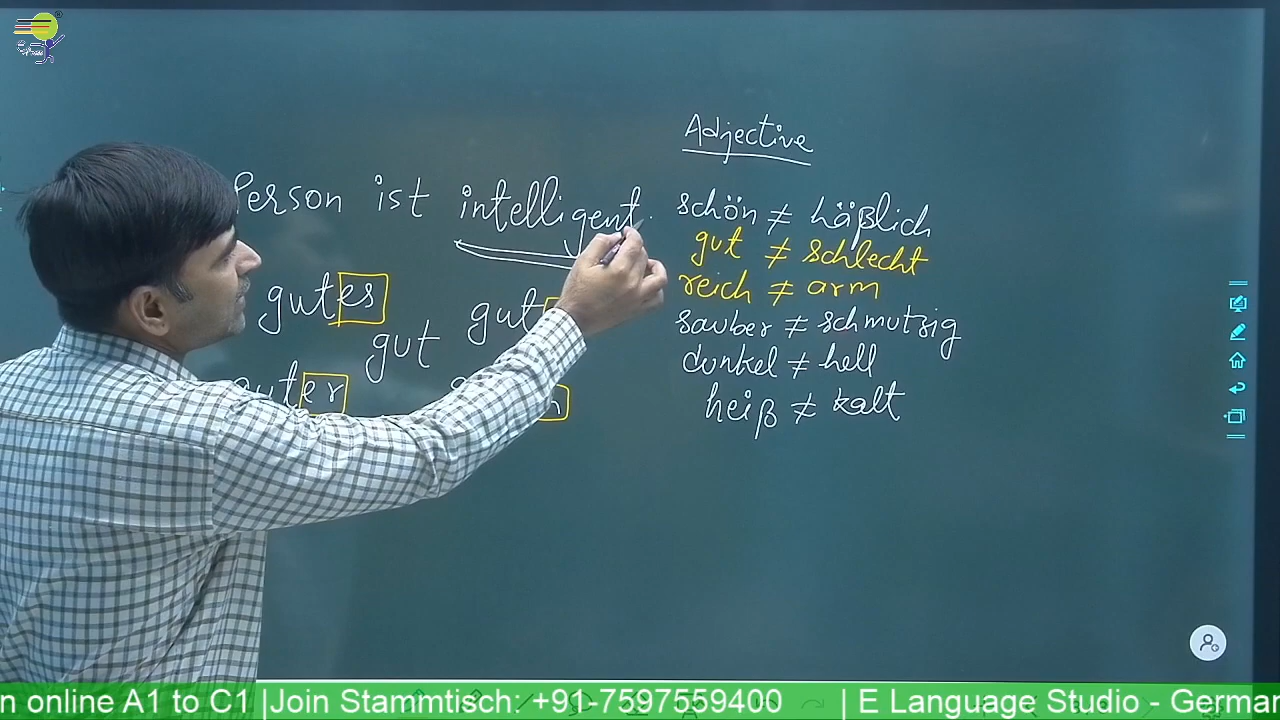 Adjective
Person ist intelligent.
gutes gut
gut
er
schön ≠ häßlich
gut ≠ schlecht
reich ≠ arm
sauber ≠ schmutzig
dunkel ≠ hell
heiß ≠ kalt
n online A1 to C1 |Join Stammtisch: +91-7597559400 | E Language Studio - German